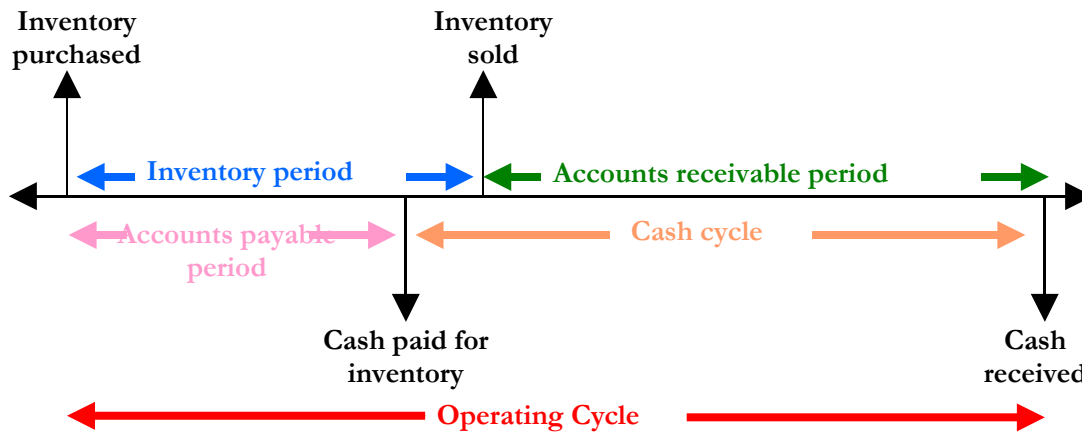 Inventory
purchased
Inventory
sold
Inventory period
Accounts receivable period
Accounts payable
period
Cash cycle
Cash paid for
inventory
Cash
received
Operating Cycle